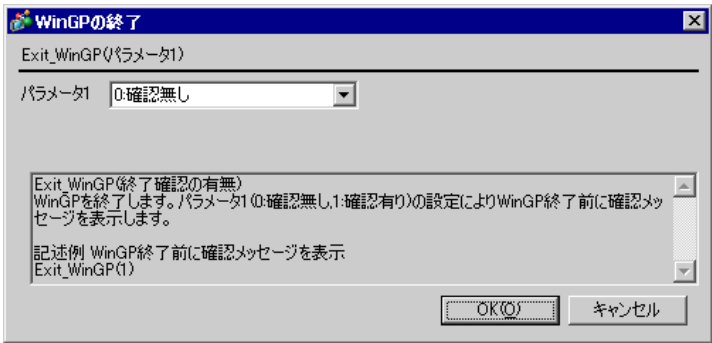 WinGPの終了
Exit_WinGP(パラメータ1)
パラメータ1 0:確認無し
Exit_WinGP(終了確認の有無)
WinGPを終了します。パラメータ1(0:確認無し,1:確認有り)の設定によりWinGP終了前に確認メッ
セージを表示します。
記述例 WinGP終了前に確認メッセージを表示
Exit_WinGP(1)
OK(O) キャンセル